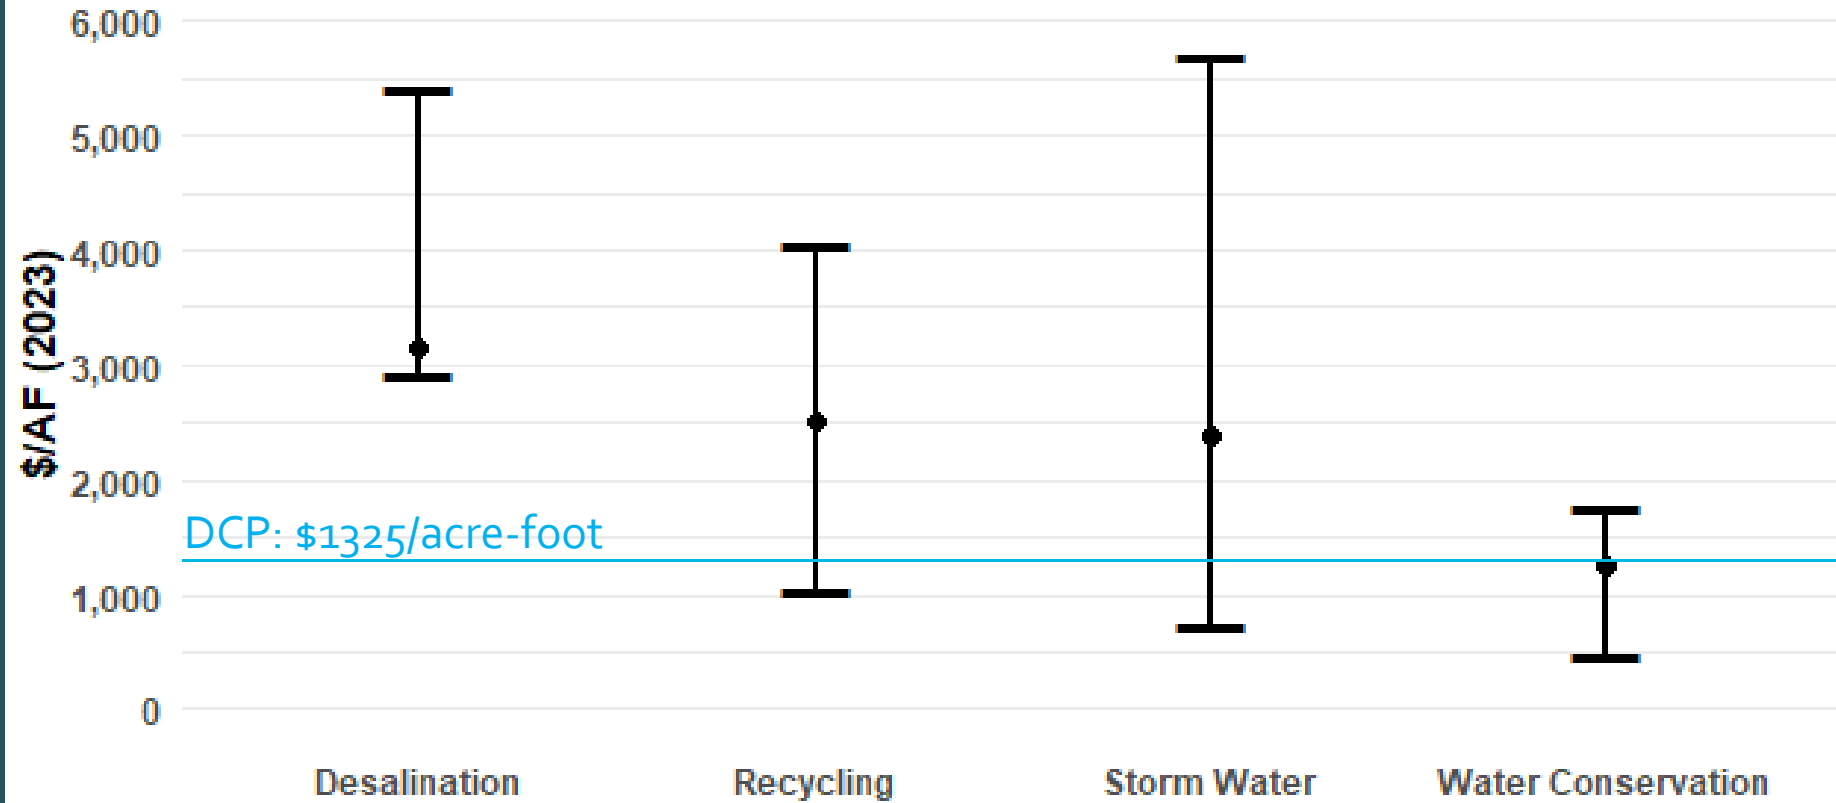 $/AF (2023)
6,000
5,000
4,000
3,000
2,000
1,000
0
DCP: $1325/acre-foot
Desalination
Recycling
Storm Water
Water Conservation